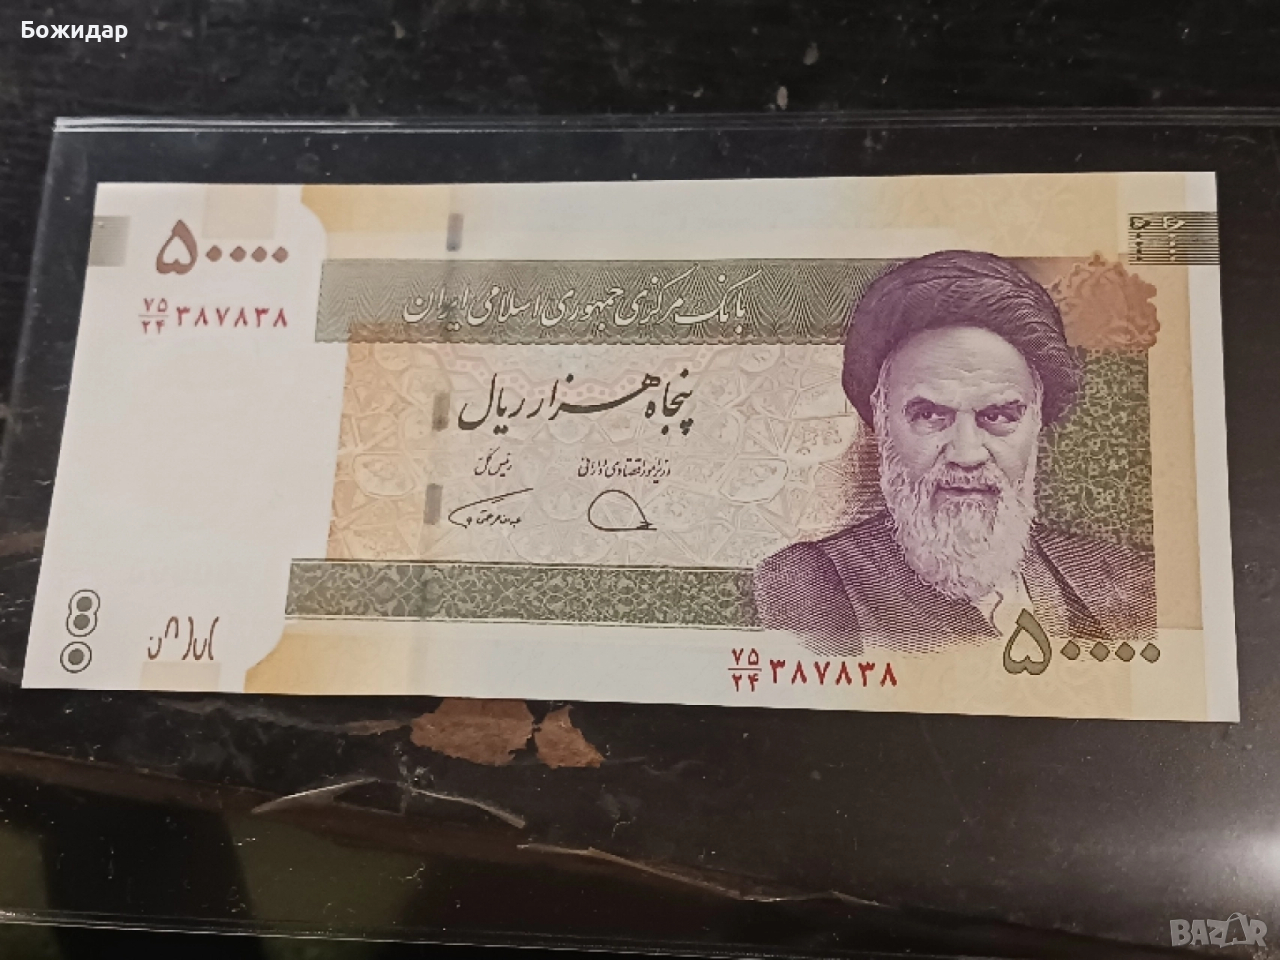 Божидар
۵۰۰۰۰
۷۵/۲۴ ۳۸۷۸۳۸
بانک مرکزی جمهوری اسلامی ایران
پنجاه هزار ریال
وزیر امور اقتصادی و دارائی
رئیس کل
۷۵/۲۴ ۳۸۷۸۳۸
۵۰۰۰۰
BAZAR